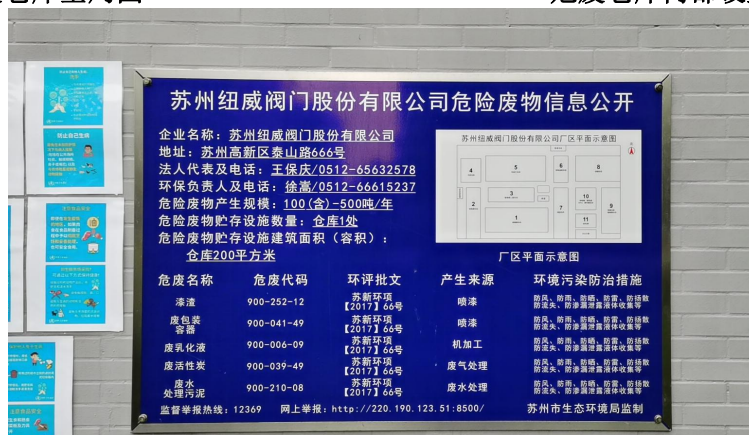 苏州纽威阀门股份有限公司危险废物信息公开
企业名称：苏州纽威阀门股份有限公司
地址：苏州高新区泰山路666号
法人代表及电话：王保庆/0512-65632578
环保负责人及电话：徐嵩/0512-66615237
危险废物产生规模：100(含)-500吨/年
危险废物贮存设施数量：仓库1处
危险废物贮存设施建筑面积（容积）：
仓库200平方米
苏州纽威阀门股份有限公司厂区平面示意图
4 5 6 8
2 3 7 10
1 11 9
厂区平面示意图
危废名称 危废代码 环评批文 产生来源 环境污染防治措施
漆渣 900-252-12 苏新环项【2017】66号 喷漆 防风、防雨、防晒、防雷、防扬散
防流失、防渗漏泄露液体收集等
废包装容器 900-041-49 苏新环项【2017】66号 喷漆 防风、防雨、防晒、防雷、防扬散
防流失、防渗漏泄露液体收集等
废乳化液 900-006-09 苏新环项【2017】66号 机加工 防风、防雨、防晒、防雷、防扬散
防流失、防渗漏泄露液体收集等
废活性炭 900-039-49 苏新环项【2017】66号 废气处理 防风、防雨、防晒、防雷、防扬散
防流失、防渗漏泄露液体收集等
废水处理污泥 900-210-08 苏新环项【2017】66号 废水处理 防风、防雨、防晒、防雷、防扬散
防流失、防渗漏泄露液体收集等
监督举报热线：12369 网上举报：http://220.190.123.51:8500/ 苏州市生态环境局监制
防止自己生病